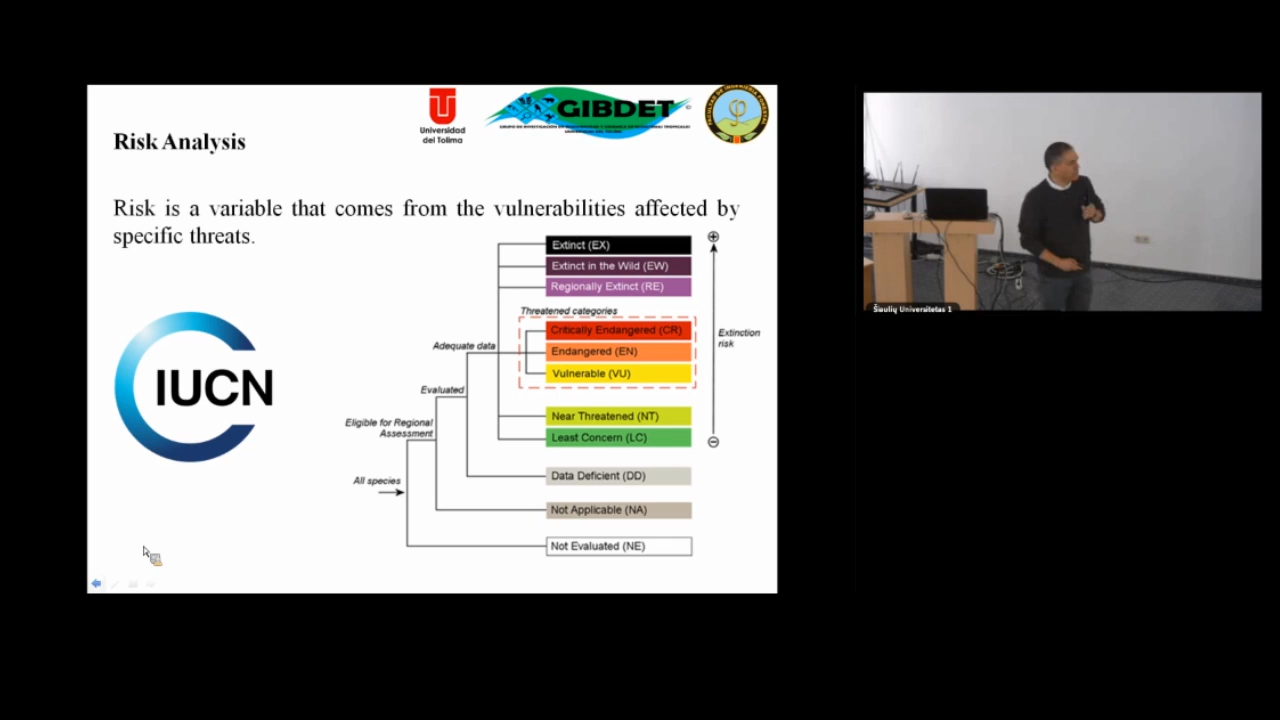 Universidad
del Tolima
GIBDET
Risk Analysis
Risk is a variable that comes from the vulnerabilities affected by
specific threats.
IUCN
Extinct (EX)
Extinct in the Wild (EW)
Regionally Extinct (RE)
Threatened categories
Critically Endangered (CR)
Extinction
risk
Adequate data
Endangered (EN)
Vulnerable (VU)
Evaluated
Near Threatened (NT)
Eligible for Regional
Assessment
Least Concern (LC)
All species
Data Deficient (DD)
Not Applicable (NA)
Not Evaluated (NE)
Šiaulių Universitetas 1